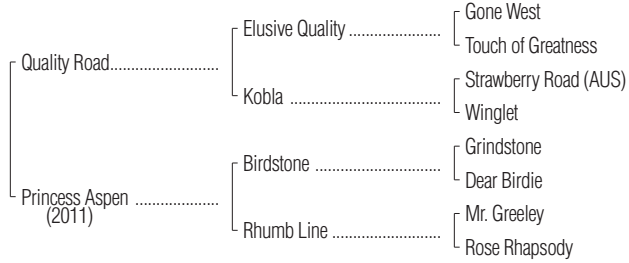 Gone West
Elusive Quality ....................
Touch of Greatness
Quality Road........................
Strawberry Road (AUS)
Kobla .................................
Winglet
Grindstone
Birdstone ...........................
Dear Birdie
Princess Aspen ..................
(2011)
Mr. Greeley
Rhumb Line .......................
Rose Rhapsody